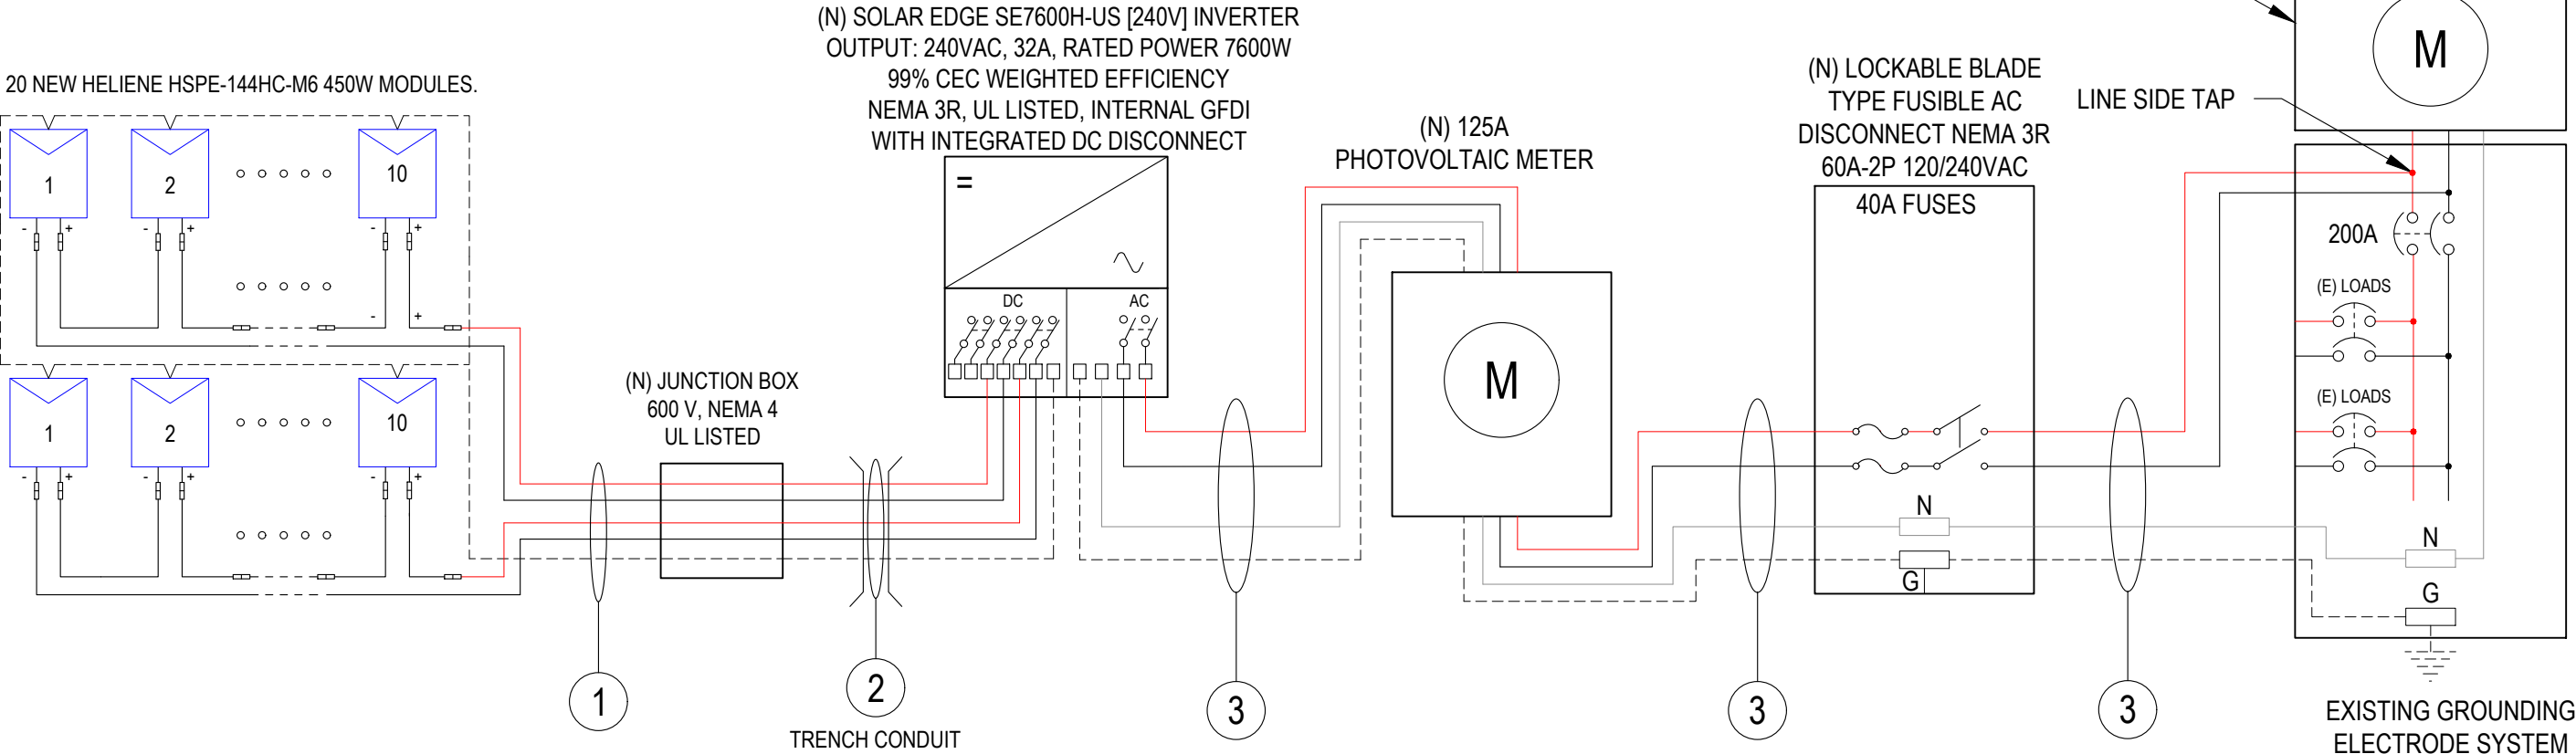 (N) SOLAR EDGE SE7600H-US [240V] INVERTER
OUTPUT: 240VAC, 32A, RATED POWER 7600W
99% CEC WEIGHTED EFFICIENCY
NEMA 3R, UL LISTED, INTERNAL GFDI
WITH INTEGRATED DC DISCONNECT
20 NEW HELIENE HSPE-144HC-M6 450W MODULES.
1
2
10
- +
- +
- +
- +
1
2
10
- +
- +
- +
(N) JUNCTION BOX
600 V, NEMA 4
UL LISTED
=
DC
AC
(N) 125A
PHOTOVOLTAIC METER
M
(N) LOCKABLE BLADE
TYPE FUSIBLE AC
DISCONNECT NEMA 3R
60A-2P 120/240VAC
40A FUSES
N
G
LINE SIDE TAP
M
200A
(E) LOADS
(E) LOADS
N
G
1
2
TRENCH CONDUIT
3
3
3
EXISTING GROUNDING
ELECTRODE SYSTEM